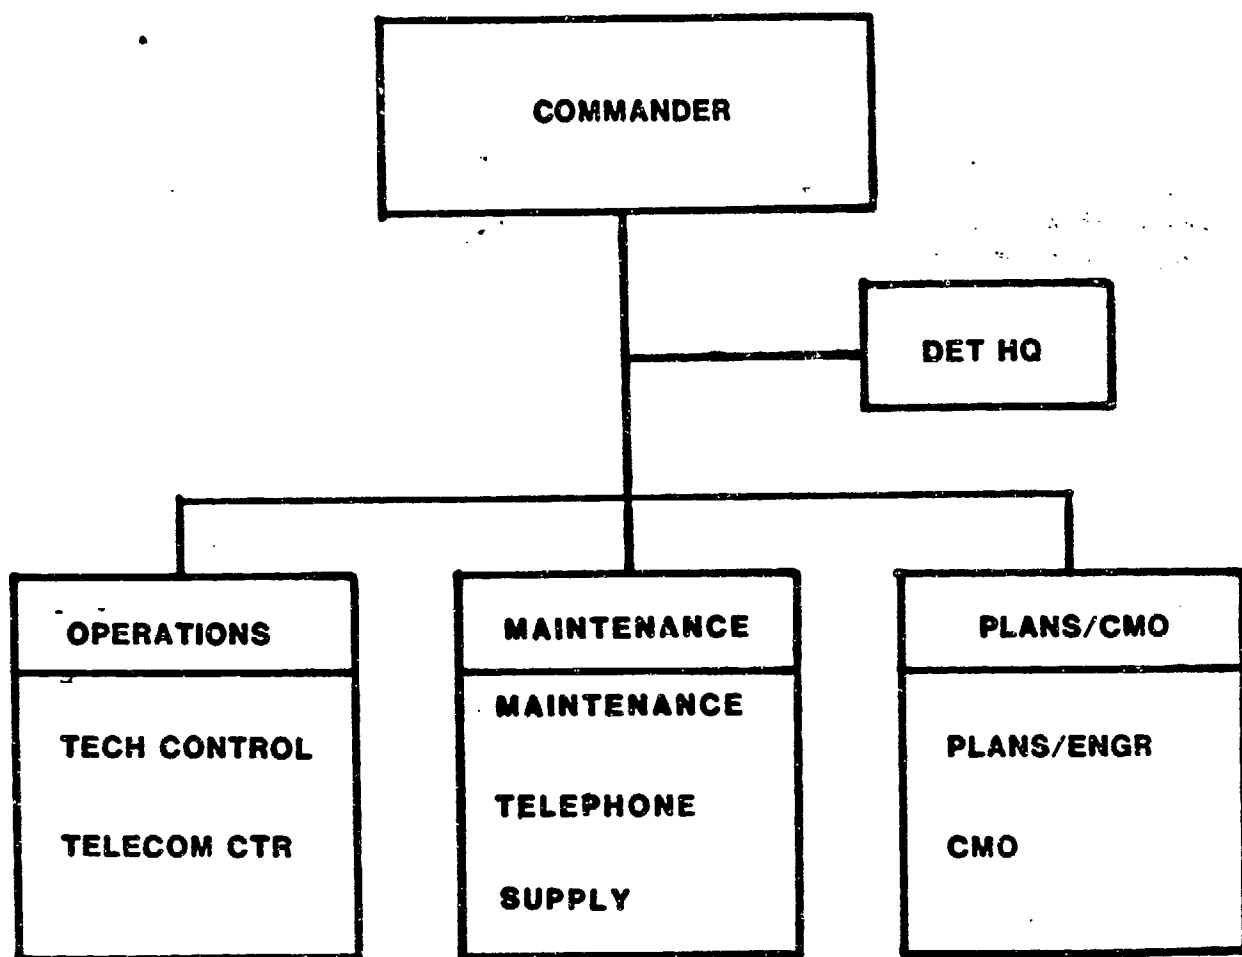 COMMANDER
DET HQ
OPERATIONS
TECH CONTROL
TELECOM CTR
MAINTENANCE
MAINTENANCE
TELEPHONE
SUPPLY
PLANS/CMO
PLANS/ENGR
CMO